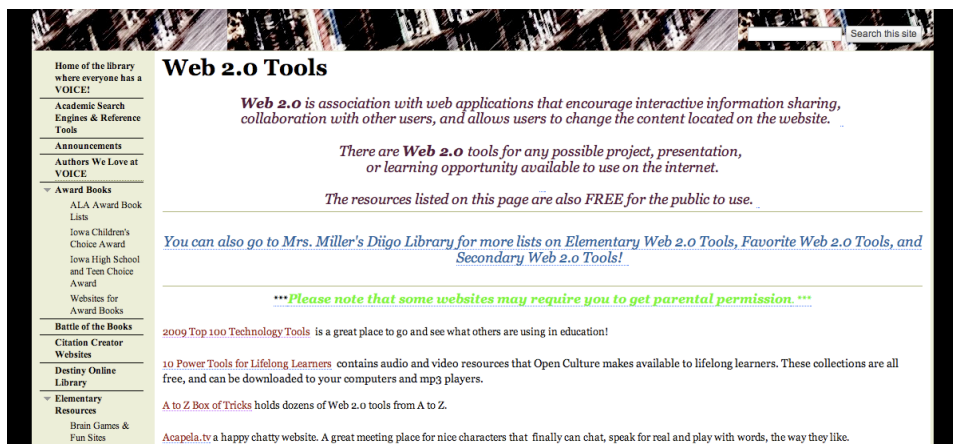 Search this site
Home of the library
where everyone has a
VOICE!
Academic Search
Engines & Reference
Tools
Announcements
Authors We Love at
VOICE
Award Books
ALA Award Book
Lists
Iowa Children's
Choice Award
Iowa High School
and Teen Choice
Award
Websites for
Award Books
Battle of the Books
Citation Creator
Websites
Destiny Online
Library
Elementary
Resources
Brain Games &
Fun Sites
Web 2.0 Tools
Web 2.0 is association with web applications that encourage interactive information sharing,
collaboration with other users, and allows users to change the content located on the website.
There are Web 2.0 tools for any possible project, presentation,
or learning opportunity available to use on the internet.
The resources listed on this page are also FREE for the public to use.
You can also go to Mrs. Miller's Diigo Library for more lists on Elementary Web 2.0 Tools, Favorite Web 2.0 Tools, and
Secondary Web 2.0 Tools!
***Please note that some websites may require you to get parental permission. ***
2009 Top 100 Technology Tools is a great place to go and see what others are using in education!
10 Power Tools for Lifelong Learners contains audio and video resources that Open Culture makes available to lifelong learners. These collections are all
free, and can be downloaded to your computers and mp3 players.
A to Z Box of Tricks holds dozens of Web 2.0 tools from A to Z.
Acapela.tv a happy chatty website. A great meeting place for nice characters that finally can chat, speak for real and play with words, the way they like.